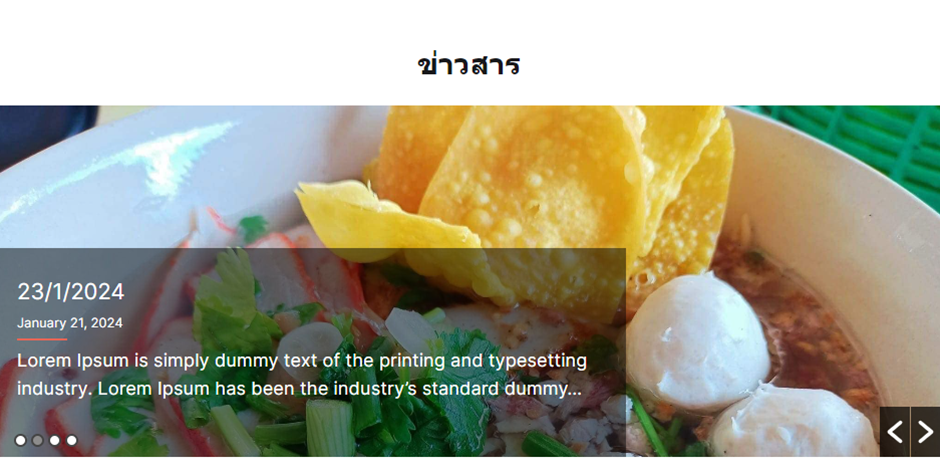 ข่าวสาร
23/1/2024
January 21, 2024
Lorem Ipsum is simply dummy text of the printing and typesetting
industry. Lorem Ipsum has been the industry’s standard dummy...